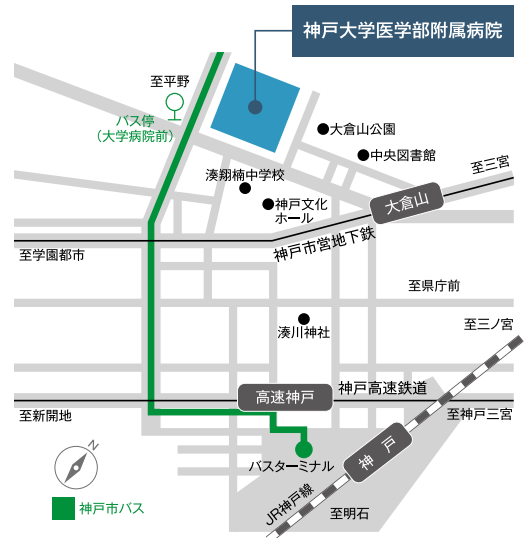 神戸大学医学部附属病院
至平野
バス停
（大学病院前）
大倉山公園
中央図書館
至三宮
湊翔楠中学校
神戸文化
ホール
大倉山
神戸市営地下鉄
至学園都市
至県庁前
至三ノ宮
湊川神社
高速神戸
神戸高速鉄道
至新開地
至神戸三宮
神戸
バスターミナル
JR神戸線
至明石
N
神戸市バス